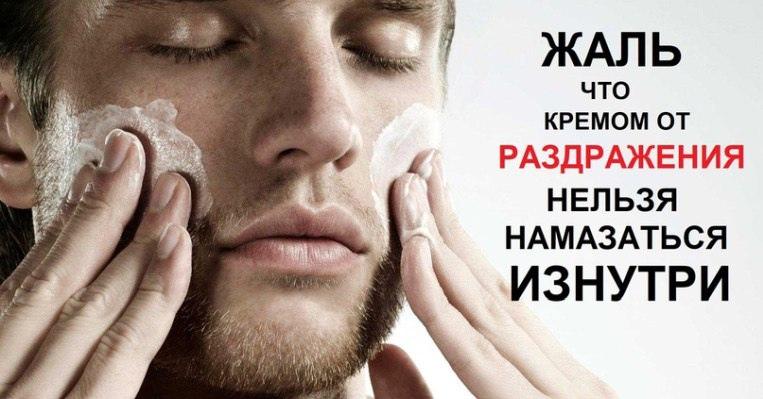 ЖАЛЬ
ЧТО
КРЕМОМ ОТ
РАЗДРАЖЕНИЯ
НЕЛЬЗЯ
НАМАЗАТЬСЯ
ИЗНУТРИ